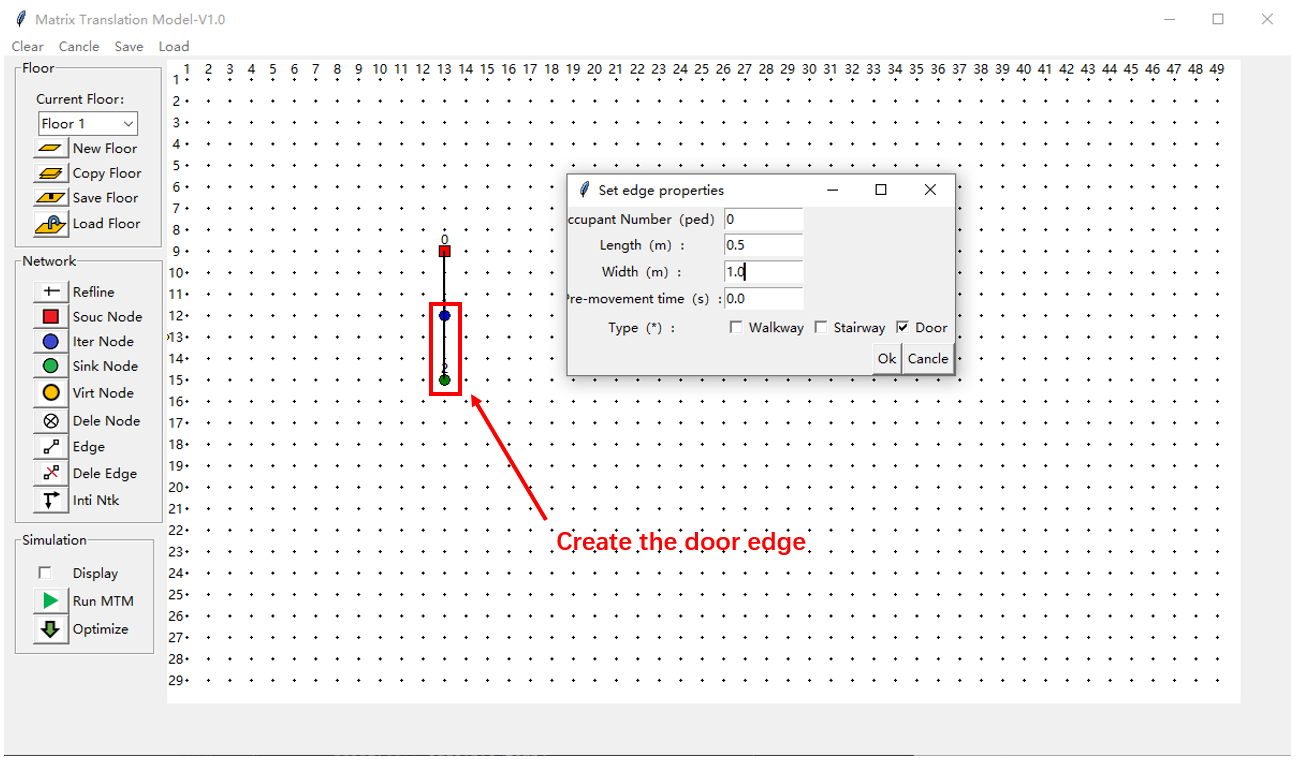 Matrix Translation Model-V1.0
Clear Cancle Save Load
Floor
Current Floor:
Floor 1
New Floor
Copy Floor
Save Floor
Load Floor
Network
Refline
Souc Node
Iter Node
Sink Node
Virt Node
Dele Node
Edge
Dele Edge
Inti Ntk
Simulation
Display
Run MTM
Optimize
1 2 3 4 5 6 7 8 9 10 11 12 13 14 15 16 17 18 19 20 21 22 23 24 25 26 27 28 29 30 31 32 33 34 35 36 37 38 39 40 41 42 43 44 45 46 47 48 49
1
2
3
4
5
6
7
8
9
10
11
12
13
14
15
16
17
18
19
20
21
22
23
24
25
26
27
28
29
0
2
Set edge properties
ccupant Number (ped) 0
Length (m) : 0.5
Width (m) : 1.0
Pre-movement time (s) : 0.0
Type (*) : Walkway Stairway Door
Ok Cancle
Create the door edge